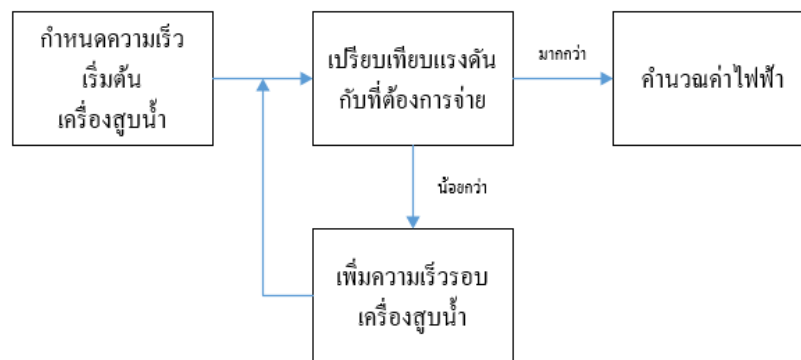 กำหนดความเร็ว
เริ่มต้น
เครื่องสูบน้ำ
เปรียบเทียบแรงดัน
กับที่ต้องการจ่าย
มากกว่า
คำนวณค่าไฟฟ้า
น้อยกว่า
เพิ่มความเร็วรอบ
เครื่องสูบน้ำ